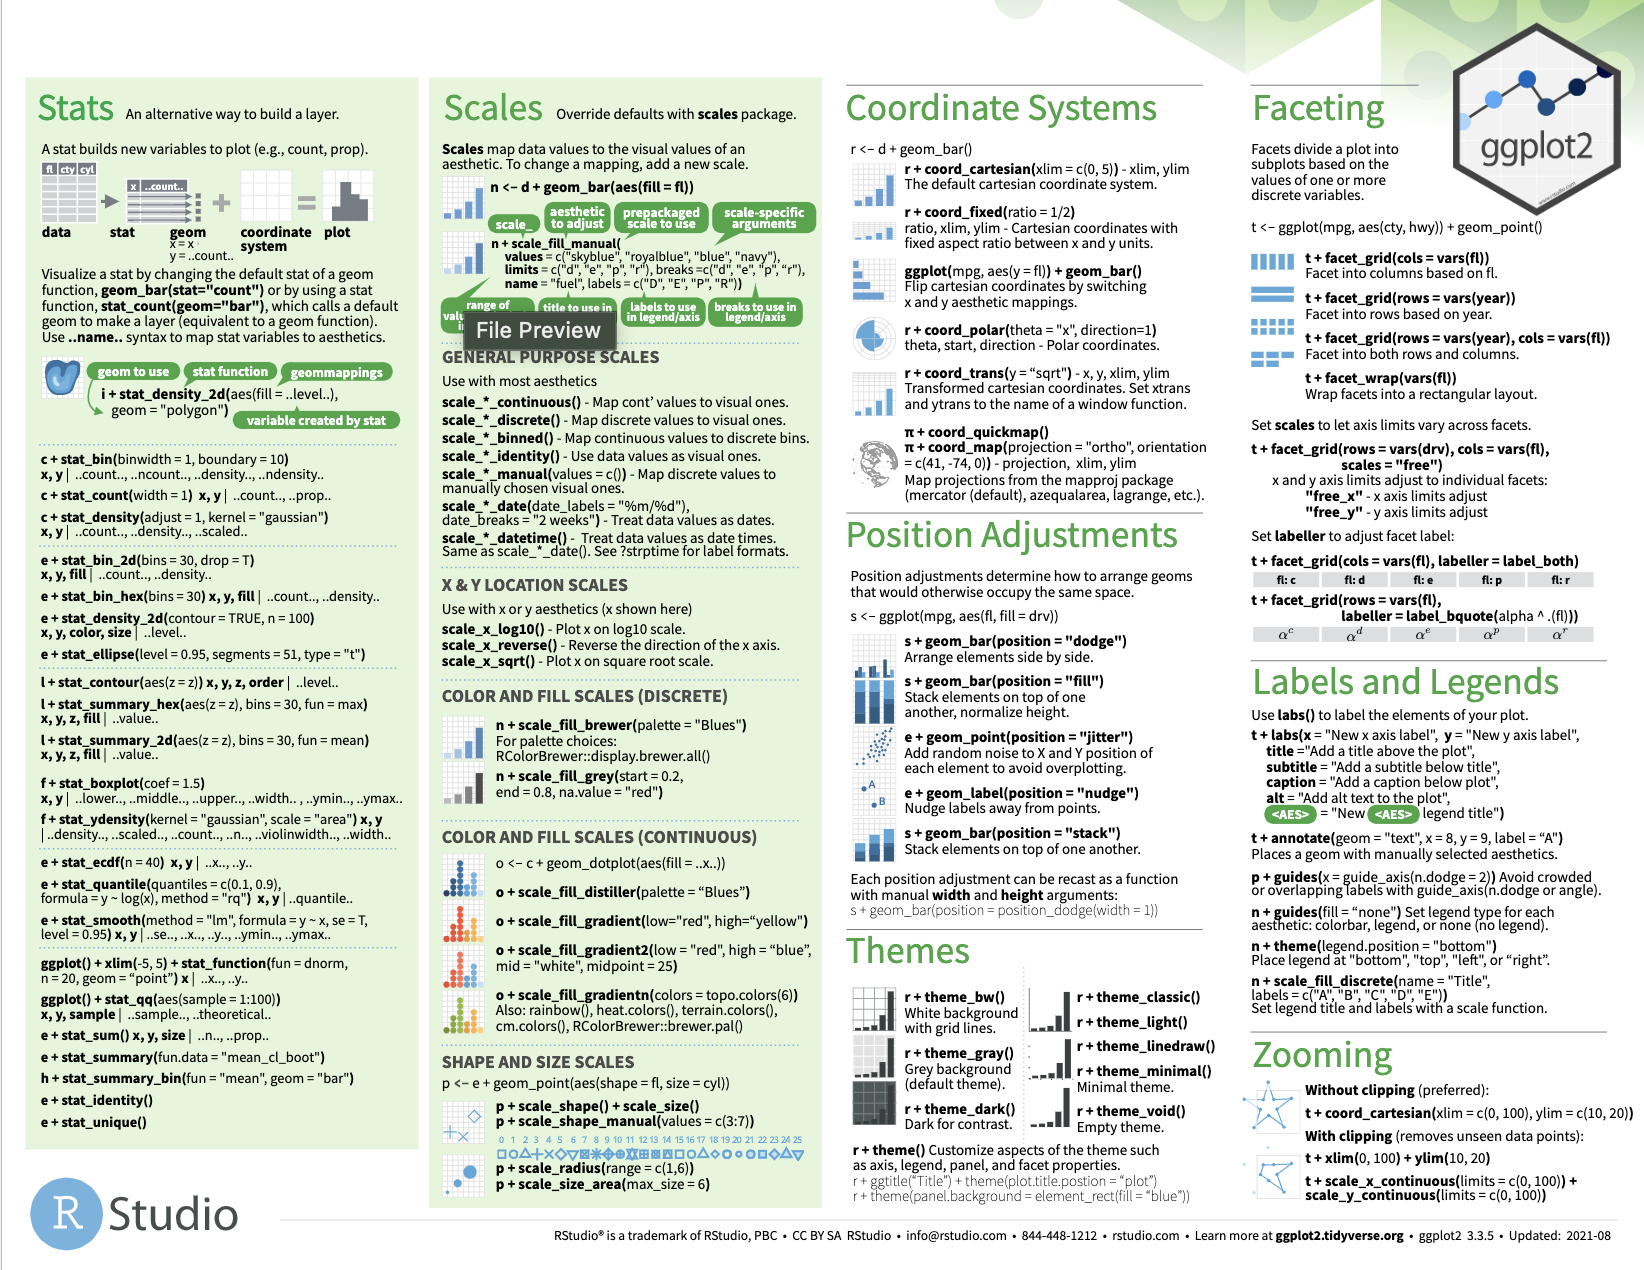 Stats An alternative way to build a layer.
A stat builds new variables to plot (e.g., count, prop).
fl cty cyl
x ..count..
data stat geom coordinate plot
x = x · system
y = ..count..
Visualize a stat by changing the default stat of a geom
function, geom_bar(stat="count") or by using a stat
function, stat_count(geom="bar"), which calls a default
geom to make a layer (equivalent to a geom function).
Use ..name.. syntax to map stat variables to aesthetics.
geom to use stat function geommappings
i + stat_density_2d(aes(fill = ..level..),
geom = "polygon")
variable created by stat
c + stat_bin(binwidth = 1, boundary = 10)
x, y | ..count.., ..ncount.., ..density.., ..ndensity..
c + stat_count(width = 1) x, y | ..count.., ..prop..
c + stat_density(adjust = 1, kernel = "gaussian")
x, y | ..count.., ..density.., ..scaled..
e + stat_bin_2d(bins = 30, drop = T)
x, y, fill | ..count.., ..density..
e + stat_bin_hex(bins = 30) x, y, fill | ..count.., ..density..
e + stat_density_2d(contour = TRUE, n = 100)
x, y, color, size | ..level..
e + stat_ellipse(level = 0.95, segments = 51, type = "t")
l + stat_contour(aes(z = z)) x, y, z, order | ..level..
l + stat_summary_hex(aes(z = z), bins = 30, fun = max)
x, y, z, fill | ..value..
l + stat_summary_2d(aes(z = z), bins = 30, fun = mean)
x, y, z, fill | ..value..
f + stat_boxplot(coef = 1.5)
x, y | ..lower.., ..middle.., ..upper.., ..width.. , ..ymin.., ..ymax..
f + stat_ydensity(kernel = "gaussian", scale = "area") x, y
| ..density.., ..scaled.., ..count.., ..n.., ..violinwidth.., ..width..
e + stat_ecdf(n = 40) x, y | ..x.., ..y..
e + stat_quantile(quantiles = c(0.1, 0.9),
formula = y ~ log(x), method = "rq") x, y | ..quantile..
e + stat_smooth(method = "lm", formula = y ~ x, se = T,
level = 0.95) x, y | ..se.., ..x.., ..y.., ..ymin.., ..ymax..
ggplot() + xlim(-5, 5) + stat_function(fun = dnorm,
n = 20, geom = “point”) x | ..x.., ..y..
ggplot() + stat_qq(aes(sample = 1:100))
x, y, sample | ..sample.., ..theoretical..
e + stat_sum() x, y, size | ..n.., ..prop..
e + stat_summary(fun.data = "mean_cl_boot")
h + stat_summary_bin(fun = "mean", geom = "bar")
e + stat_identity()
e + stat_unique()
Scales Override defaults with scales package.
Scales map data values to the visual values of an
aesthetic. To change a mapping, add a new scale.
n <- d + geom_bar(aes(fill = fl))
scale_ aesthetic to adjust prepackaged scale to use scale-specific arguments
n + scale_fill_manual(
values = c("skyblue", "royalblue", "blue", "navy"),
limits = c("d", "e", "p", "r"), breaks =c("d", "e", "p", “r"),
name = "fuel", labels = c("D", "E", "P", "R"))
range of title to use in labels to use in legend/axis breaks to use in legend/axis
File Preview
GENERAL PURPOSE SCALES
Use with most aesthetics
scale_*_continuous() - Map cont’ values to visual ones.
scale_*_discrete() - Map discrete values to visual ones.
scale_*_binned() - Map continuous values to discrete bins.
scale_*_identity() - Use data values as visual ones.
scale_*_manual(values = c()) - Map discrete values to
manually chosen visual ones.
scale_*_date(date_labels = "%m/%d"),
date_breaks = "2 weeks") - Treat data values as dates.
scale_*_datetime() - Treat data values as date times.
Same as scale_*_date(). See ?strptime for label formats.
X & Y LOCATION SCALES
Use with x or y aesthetics (x shown here)
scale_x_log10() - Plot x on log10 scale.
scale_x_reverse() - Reverse the direction of the x axis.
scale_x_sqrt() - Plot x on square root scale.
COLOR AND FILL SCALES (DISCRETE)
n + scale_fill_brewer(palette = "Blues")
For palette choices:
RColorBrewer::display.brewer.all()
n + scale_fill_grey(start = 0.2,
end = 0.8, na.value = "red")
COLOR AND FILL SCALES (CONTINUOUS)
o <- c + geom_dotplot(aes(fill = ..x..))
o + scale_fill_distiller(palette = “Blues”)
o + scale_fill_gradient(low="red", high=“yellow")
o + scale_fill_gradient2(low = "red", high = “blue”,
mid = "white", midpoint = 25)
o + scale_fill_gradientn(colors = topo.colors(6))
Also: rainbow(), heat.colors(), terrain.colors(),
cm.colors(), RColorBrewer::brewer.pal()
SHAPE AND SIZE SCALES
p <- e + geom_point(aes(shape = fl, size = cyl))
p + scale_shape() + scale_size()
p + scale_shape_manual(values = c(3:7))
0 1 2 3 4 5 6 7 8 9 10 11 12 13 14 15 16 17 18 19 20 21 22 23 24 25
p + scale_radius(range = c(1,6))
p + scale_size_area(max_size = 6)
Coordinate Systems
r <- d + geom_bar()
r + coord_cartesian(xlim = c(0, 5)) - xlim, ylim
The default cartesian coordinate system.
r + coord_fixed(ratio = 1/2)
ratio, xlim, ylim - Cartesian coordinates with
fixed aspect ratio between x and y units.
ggplot(mpg, aes(y = fl)) + geom_bar()
Flip cartesian coordinates by switching
x and y aesthetic mappings.
r + coord_polar(theta = "x", direction=1)
theta, start, direction - Polar coordinates.
r + coord_trans(y = “sqrt") - x, y, xlim, ylim
Transformed cartesian coordinates. Set xtrans
and ytrans to the name of a window function.
π + coord_quickmap()
π + coord_map(projection = "ortho", orientation
= c(41, -74, 0)) - projection, xlim, ylim
Map projections from the mapproj package
(mercator (default), azequalarea, lagrange, etc.).
Position Adjustments
Position adjustments determine how to arrange geoms
that would otherwise occupy the same space.
s <- ggplot(mpg, aes(fl, fill = drv))
s + geom_bar(position = "dodge")
Arrange elements side by side.
s + geom_bar(position = "fill")
Stack elements on top of one
another, normalize height.
e + geom_point(position = "jitter")
Add random noise to X and Y position of
each element to avoid overplotting.
A
B
e + geom_label(position = "nudge")
Nudge labels away from points.
s + geom_bar(position = "stack")
Stack elements on top of one another.
Each position adjustment can be recast as a function
with manual width and height arguments:
s + geom_bar(position = position_dodge(width = 1))
Themes
r + theme_bw()
White background
with grid lines.
r + theme_gray()
Grey background
(default theme).
r + theme_dark()
Dark for contrast.
r + theme_classic()
r + theme_light()
r + theme_linedraw()
r + theme_minimal()
Minimal theme.
r + theme_void()
Empty theme.
r + theme() Customize aspects of the theme such
as axis, legend, panel, and facet properties.
r + ggtitle(“Title”) + theme(plot.title.postion = “plot”)
r + theme(panel.background = element_rect(fill = “blue”))
Faceting
ggplot2
Facets divide a plot into
subplots based on the
values of one or more
discrete variables.
t <- ggplot(mpg, aes(cty, hwy)) + geom_point()
t + facet_grid(cols = vars(fl))
Facet into columns based on fl.
t + facet_grid(rows = vars(year))
Facet into rows based on year.
t + facet_grid(rows = vars(year), cols = vars(fl))
Facet into both rows and columns.
t + facet_wrap(vars(fl))
Wrap facets into a rectangular layout.
Set scales to let axis limits vary across facets.
t + facet_grid(rows = vars(drv), cols = vars(fl),
scales = "free")
x and y axis limits adjust to individual facets:
"free_x" - x axis limits adjust
"free_y" - y axis limits adjust
Set labeller to adjust facet label:
t + facet_grid(cols = vars(fl), labeller = label_both)
fl: c fl: d fl: e fl: p fl: r
t + facet_grid(rows = vars(fl),
labeller = label_bquote(alpha ^ .(fl)))
α^c α^d α^e α^p α^r
Labels and Legends
Use labs() to label the elements of your plot.
t + labs(x = "New x axis label", y = "New y axis label",
title ="Add a title above the plot",
subtitle = "Add a subtitle below title",
caption = "Add a caption below plot",
alt = "Add alt text to the plot",
<AES> = "New <AES> legend title")
t + annotate(geom = "text", x = 8, y = 9, label = “A")
Places a geom with manually selected aesthetics.
p + guides(x = guide_axis(n.dodge = 2)) Avoid crowded
or overlapping labels with guide_axis(n.dodge or angle).
n + guides(fill = “none") Set legend type for each
aesthetic: colorbar, legend, or none (no legend).
n + theme(legend.position = "bottom")
Place legend at "bottom", "top", "left", or “right”.
n + scale_fill_discrete(name = "Title",
labels = c("A", "B", "C", "D", "E"))
Set legend title and labels with a scale function.
Zooming
Without clipping (preferred):
t + coord_cartesian(xlim = c(0, 100), ylim = c(10, 20))
With clipping (removes unseen data points):
t + xlim(0, 100) + ylim(10, 20)
t + scale_x_continuous(limits = c(0, 100)) +
scale_y_continuous(limits = c(0, 100))
R Studio
RStudio® is a trademark of RStudio, PBC • CC BY SA RStudio • info@rstudio.com • 844-448-1212 • rstudio.com • Learn more at ggplot2.tidyverse.org • ggplot2 3.3.5 • Updated: 2021-08